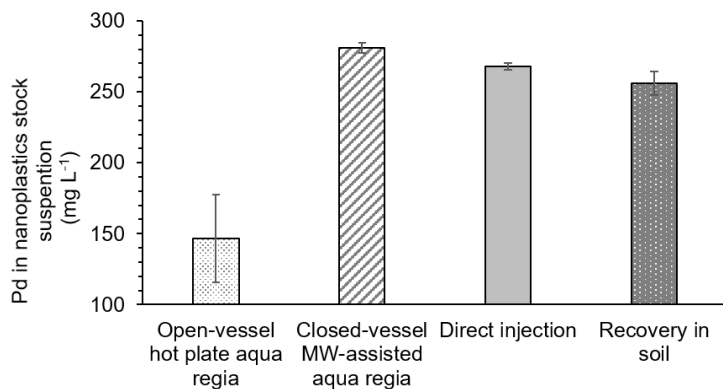 Pd in nanoplastics stock
suspention
(mg L⁻¹)
300
250
200
150
100
Open-vessel
hot plate aqua
regia
Closed-vessel
MW-assisted
aqua regia
Direct injection
Recovery in
soil